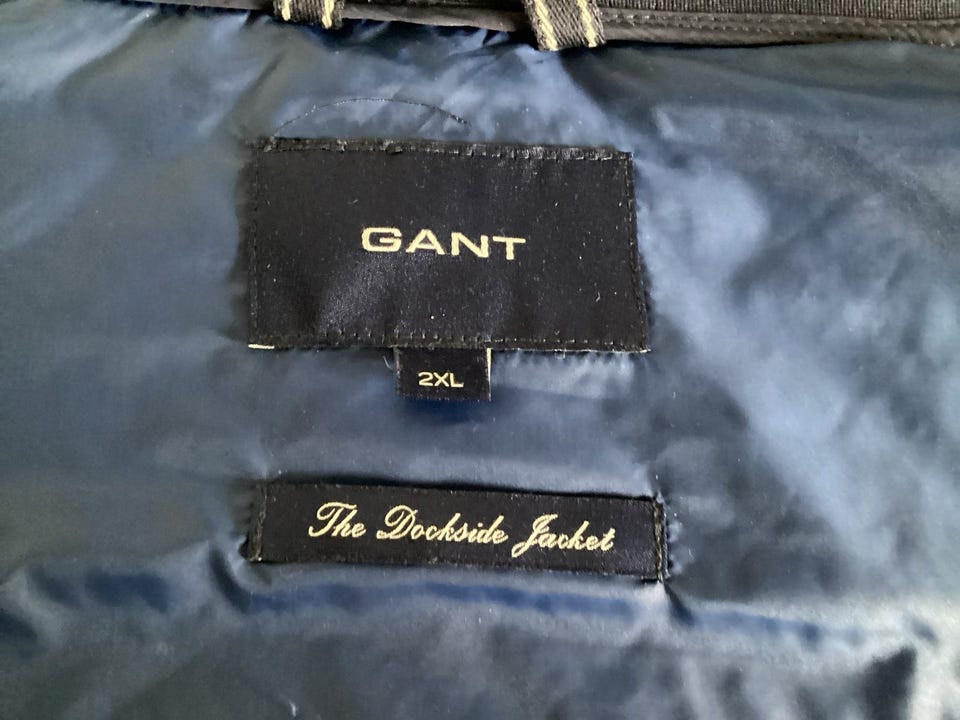 GANT
2XL
The Dockside Jacket